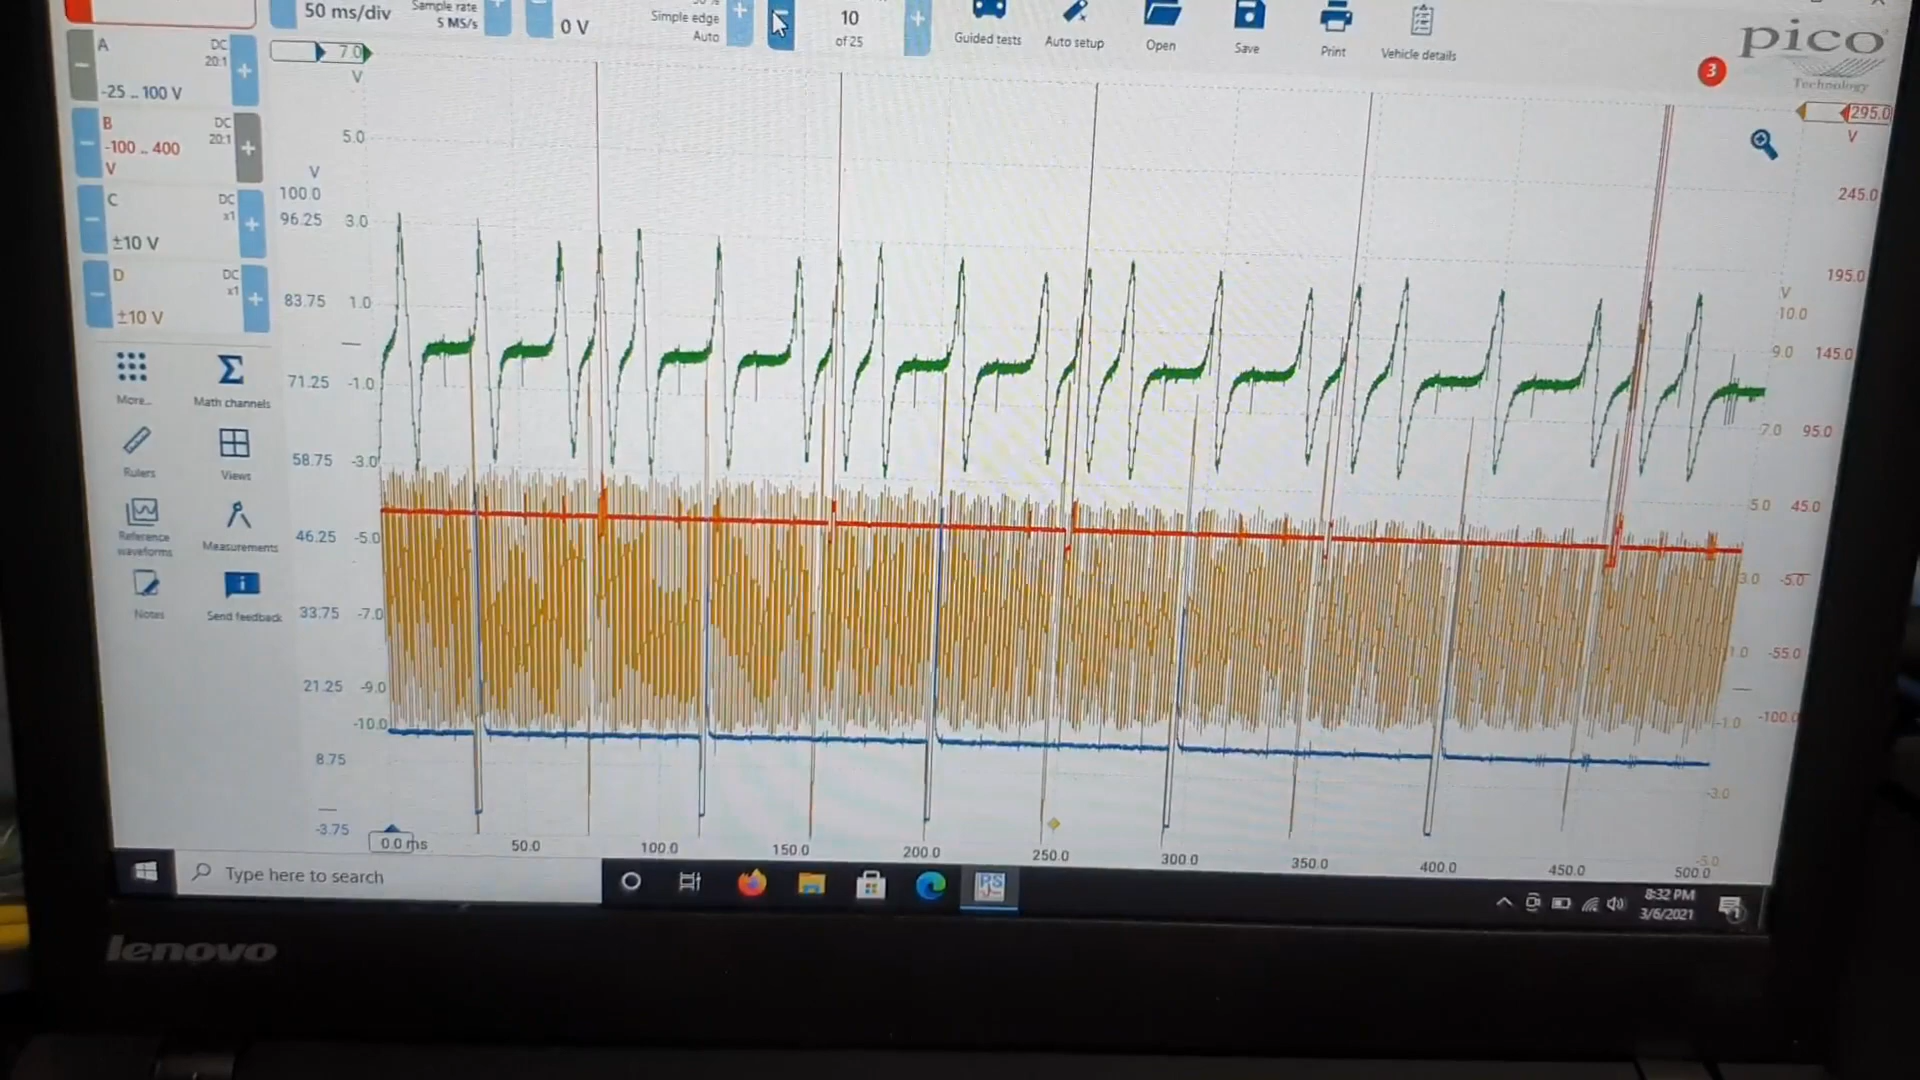 50 ms/div
Sample rate
5 MS/s
0 V
Simple edge
Auto
10
of 25
Guided tests
Auto setup
Open
Save
Print
Vehicle details
pico
Technology
3
A
DC
20:1
-25 .. 100 V
B
DC
20:1
-100 .. 400
V
C
DC
x1
±10 V
D
DC
x1
±10 V
More...
Math channels
Rulers
Views
Reference
waveforms
Measurements
Notes
Send feedback
V
100.0
96.25
83.75
71.25
58.75
46.25
33.75
21.25
8.75
-3.75
7.0
V
5.0
3.0
1.0
-1.0
-3.0
-5.0
-7.0
-9.0
-10.0
V
10.0
9.0
7.0
5.0
3.0
1.0
-1.0
-3.0
-5.0
295.0
V
245.0
195.0
145.0
95.0
45.0
-5.0
-55.0
-100.0
0.0 ms
50.0
100.0
150.0
200.0
250.0
300.0
350.0
400.0
450.0
500.0
Type here to search
PS
8:32 PM
3/6/2021
1
lenovo